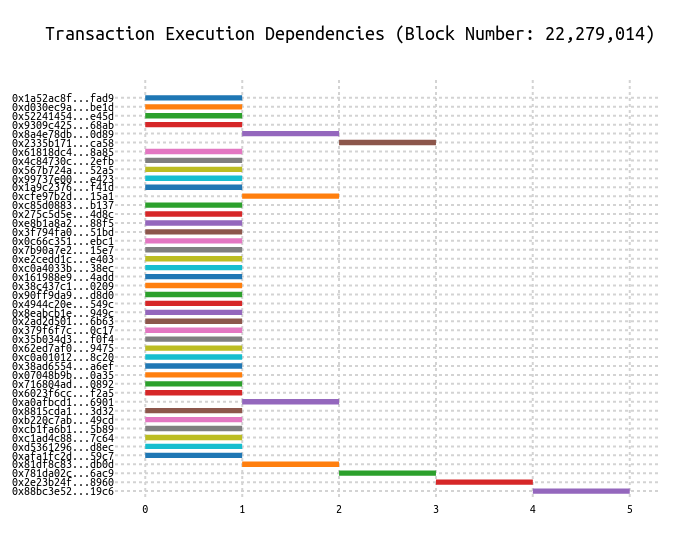 Transaction Execution Dependencies (Block Number: 22,279,014)
0x1a52ac8f...fad9
0xd030ec9a...be1d
0x52241454...e45d
0x9309c425...68ab
0x8a4e78db...0d89
0x2335b171...ca58
0x61818dc4...8a85
0x4c84730c...2efb
0x567b724a...52a5
0x99737e00...e423
0x1a9c2376...f41d
0xcfe97b2d...15a1
0xc85d0883...b137
0x275c5d5e...4d8c
0xe8b1a8a2...88f5
0x3f794fa0...51bd
0x0c66c351...ebc1
0x7b90a7e2...15e7
0xe2cedd1c...e403
0xc0a4033b...38ec
0x161988e9...4add
0x38c437c1...0209
0x90ff9da9...d8d0
0x4944c20e...549c
0x8eabcb1e...949c
0x2ad2d501...6b63
0x379f6f7c...0c17
0x35b034d3...f0f4
0x62ed7af0...9475
0xc0a01012...8c20
0x38ad6554...a6ef
0x07048b9b...0a35
0x716804ad...0892
0x6023f6cc...f2a5
0xa0afbcd1...6901
0x8815cda1...3d32
0xb220c7ab...49cd
0xcb1fa6b1...5b89
0xc1ad4c88...7c64
0xd5361296...d8ec
0xafa1fc2d...59c7
0x81df8c83...db0d
0x781da02c...6ac9
0x2e23b24f...8960
0x88bc3e52...19c6
0 1 2 3 4 5